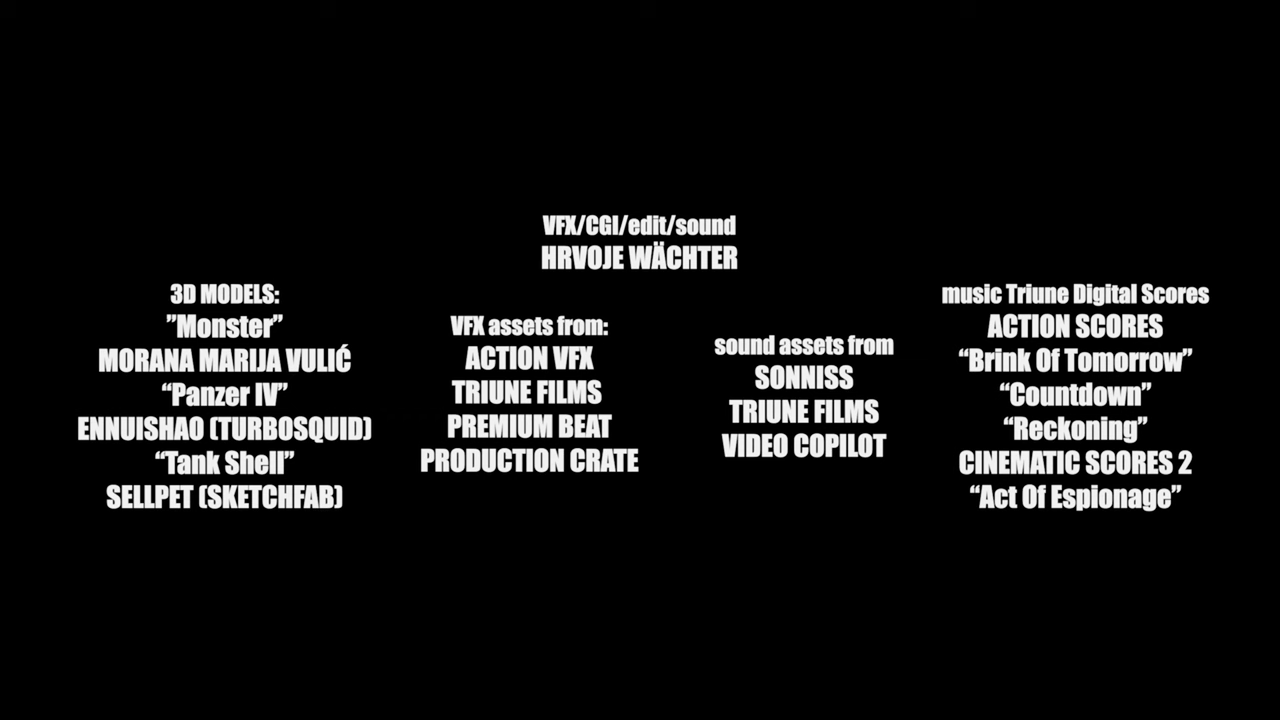 VFX/CGI/edit/sound
HRVOJE WÄCHTER
3D MODELS:
”Monster”
MORANA MARIJA VULIĆ
“Panzer IV”
ENNUISHAO (TURBOSQUID)
“Tank Shell”
SELLPET (SKETCHFAB)
VFX assets from:
ACTION VFX
TRIUNE FILMS
PREMIUM BEAT
PRODUCTION CRATE
sound assets from
SONNISS
TRIUNE FILMS
VIDEO COPILOT
music Triune Digital Scores
ACTION SCORES
“Brink Of Tomorrow”
“Countdown”
“Reckoning”
CINEMATIC SCORES 2
“Act Of Espionage”